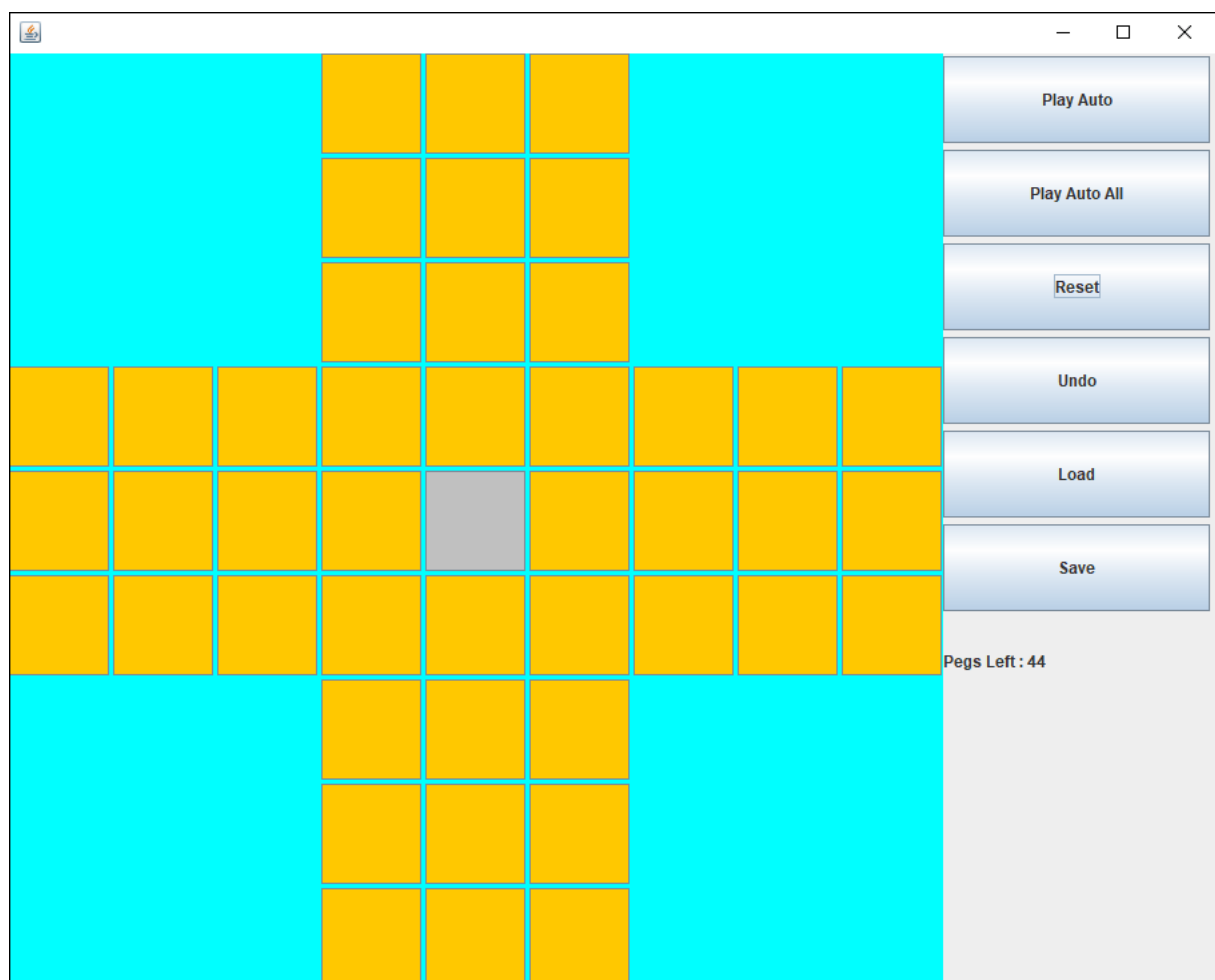 Play Auto
Play Auto All
Reset
Undo
Load
Save
Pegs Left : 44